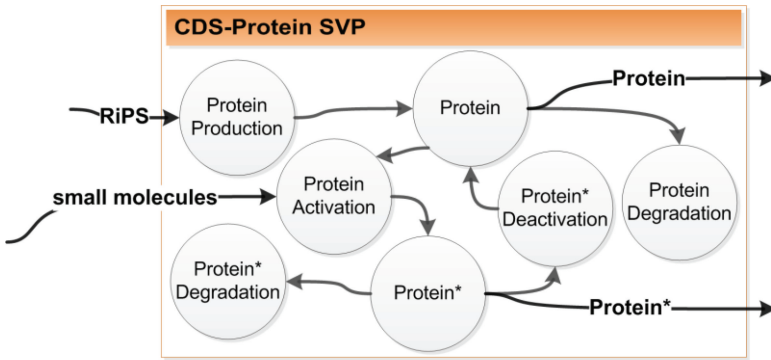 CDS-Protein SVP
Protein
RiPS
Protein
Production
Protein
small molecules
Protein
Activation
Protein*
Deactivation
Protein
Degradation
Protein*
Degradation
Protein*
Protein*